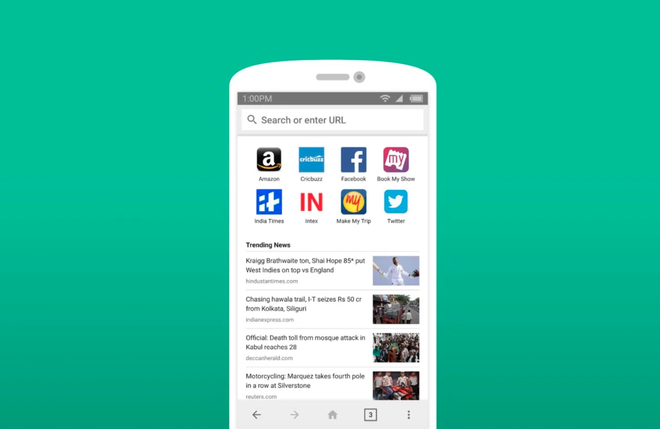 1:00PM
Search or enter URL
a
cricbuzz
f
my
Amazon
Cricbuzz
Facebook
Book My Show
IN
my
India Times
Intex
Make My Trip
Twitter
Trending News
Kraigg Brathwaite ton, Shai Hope 85* put
West Indies on top vs England
hindustantimes.com
Chasing hawala trail, I-T seizes Rs 50 cr
from Kolkata, Siliguri
indianexpress.com
Official: Death toll from mosque attack in
Kabul reaches 28
deccanherald.com
Motorcycling: Marquez takes fourth pole
in a row at Silverstone
reuters.com
3